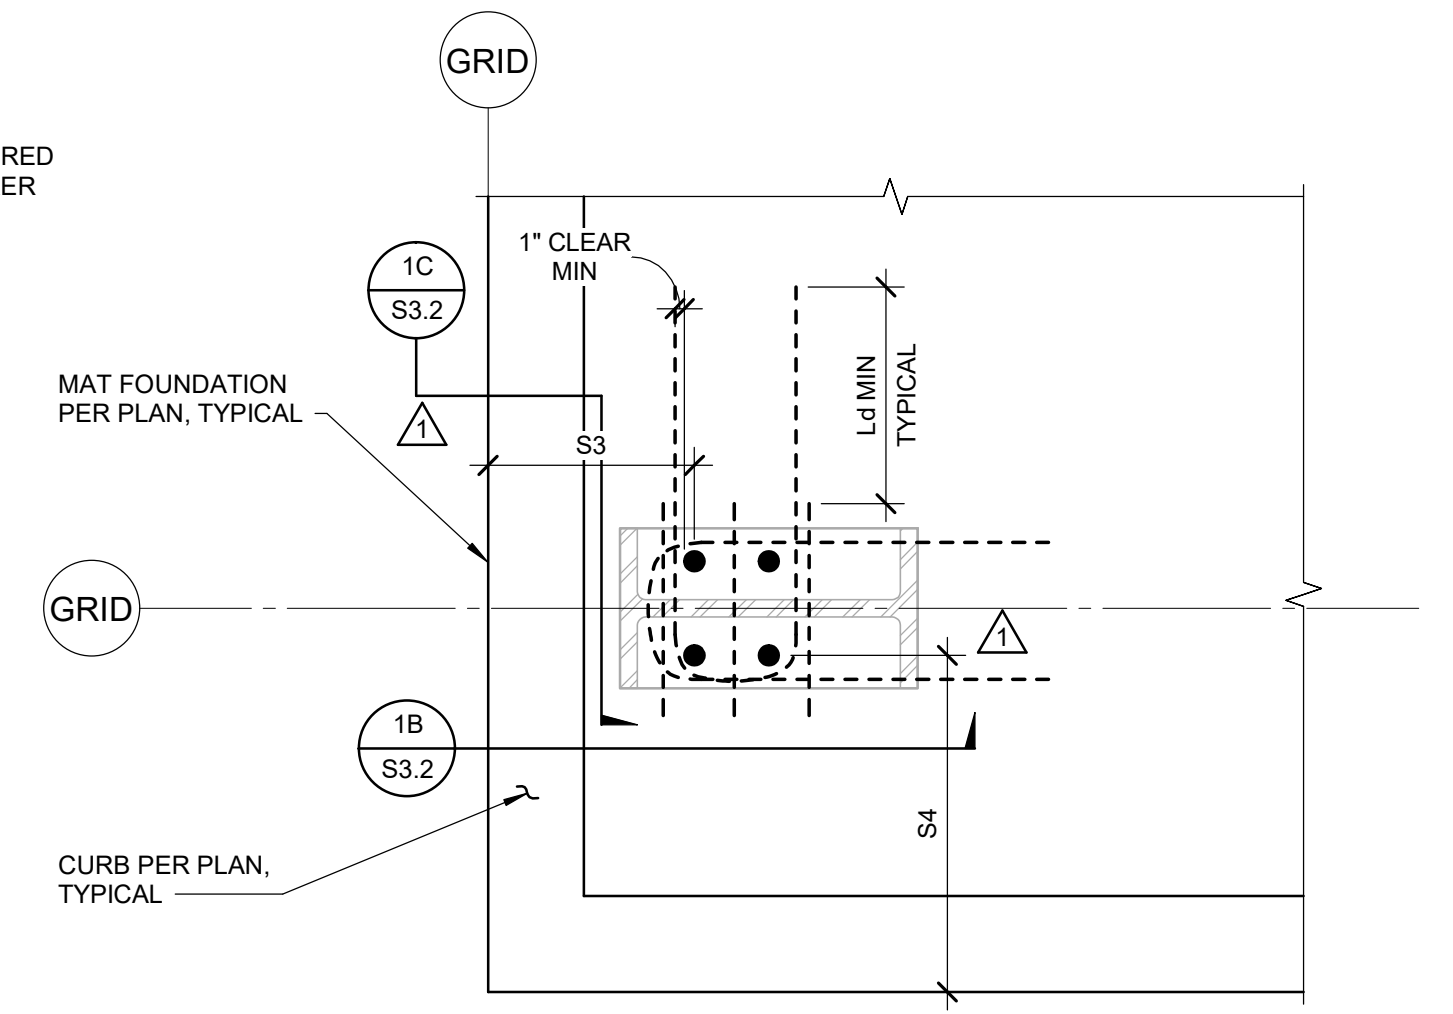 GRID
RED
ER
1" CLEAR
MIN
1C
S3.2
MAT FOUNDATION
PER PLAN, TYPICAL
1
S3
Ld MIN
TYPICAL
GRID
1
1B
S3.2
S4
CURB PER PLAN,
TYPICAL